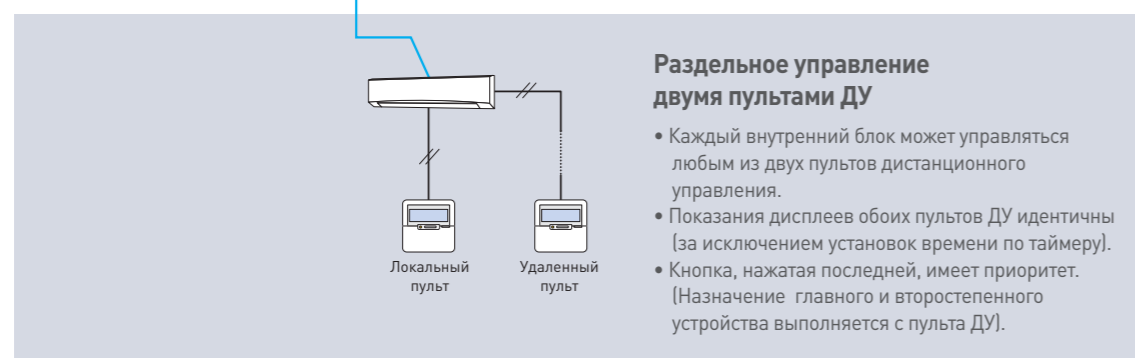 Раздельное управление
двумя пультами ДУ
• Каждый внутренний блок может управляться
любым из двух пультов дистанционного
управления.
• Показания дисплеев обоих пультов ДУ идентичны
(за исключением установок времени по таймеру).
• Кнопка, нажатая последней, имеет приоритет.
(Назначение главного и второстепенного
устройства выполняется с пульта ДУ).
Локальный
пульт
Удаленный
пульт